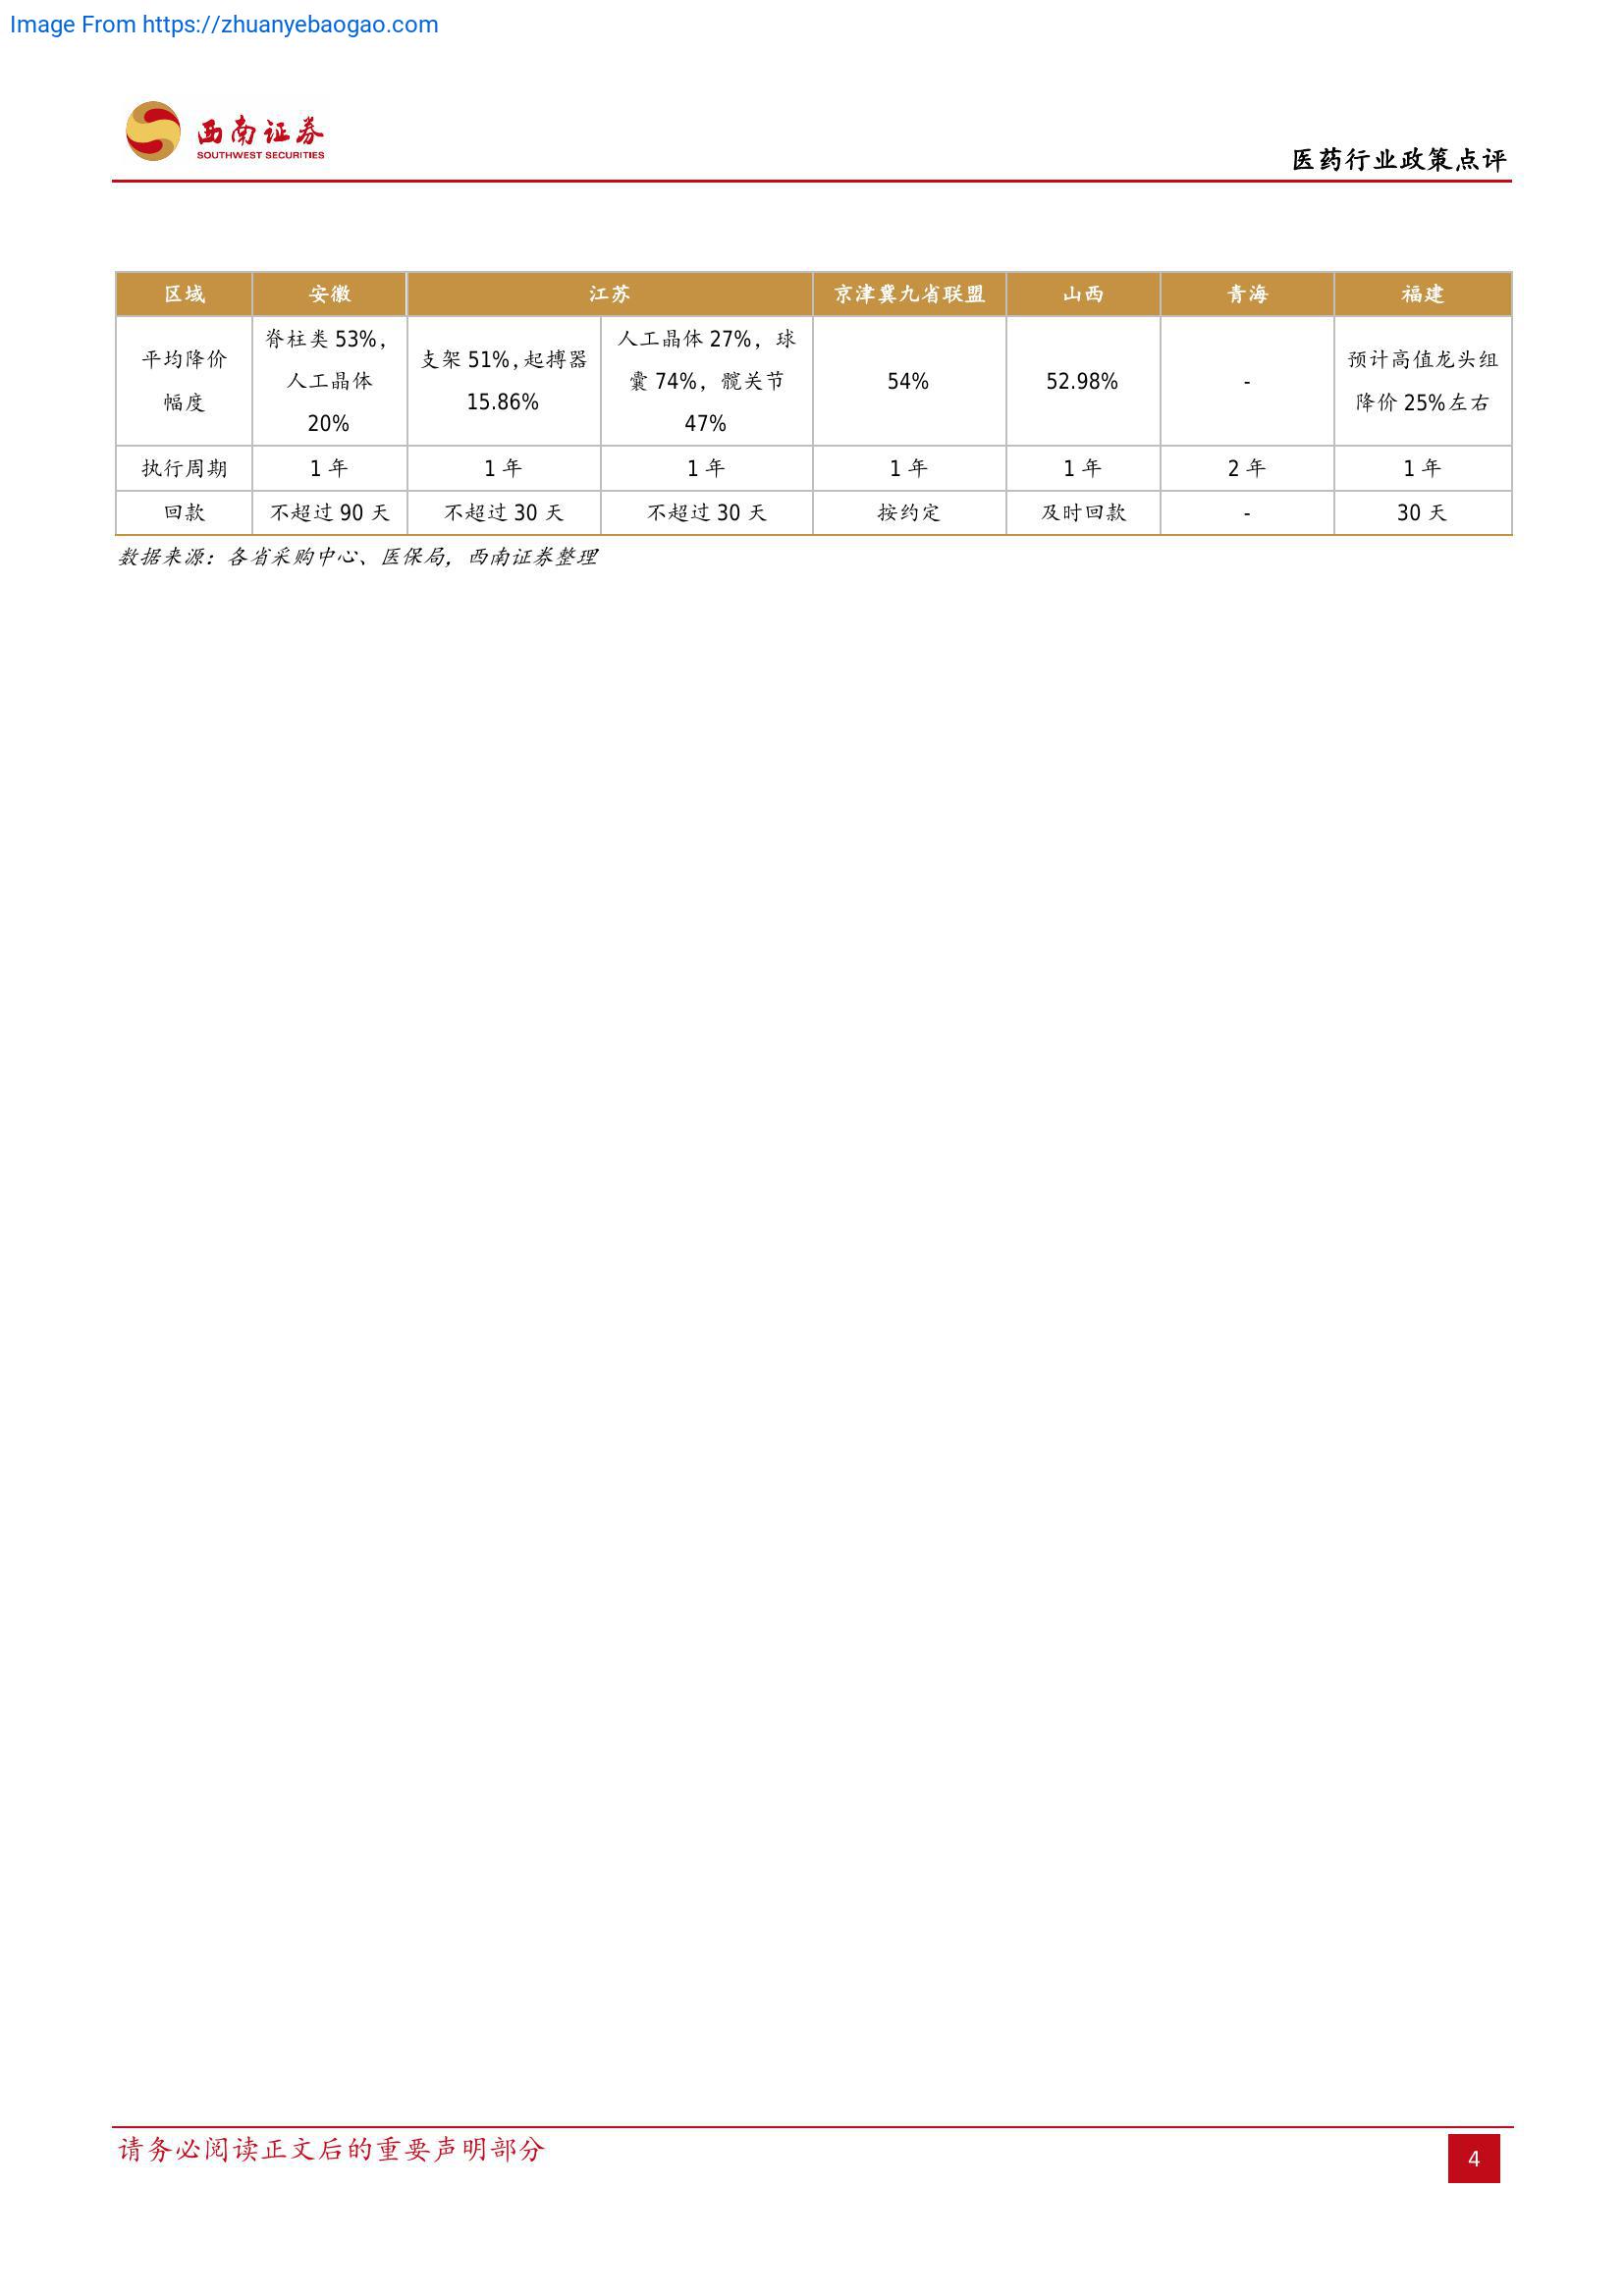 Image From https://zhuanyebaogao.com
西南证券
SOUTHWEST SECURITIES
医药行业政策点评
区域 安徽 江苏 京津冀九省联盟 山西 青海 福建
平均降价
幅度
脊柱类 53%，
人工晶体
20%
支架 51%，起搏器
15.86%
人工晶体 27%，球
囊 74%，髋关节
47%
54%
52.98%
-
预计高值龙头组
降价 25%左右
执行周期 1 年 1 年 1 年 1 年 1 年 2 年 1 年
回款 不超过 90 天 不超过 30 天 不超过 30 天 按约定 及时回款 - 30 天
数据来源：各省采购中心、医保局，西南证券整理
请务必阅读正文后的重要声明部分
4